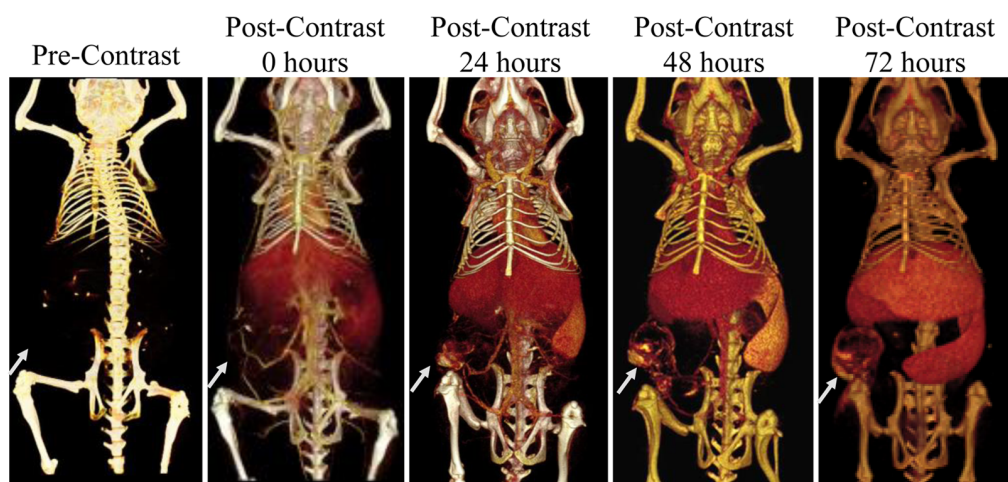 Pre-Contrast
Post-Contrast
0 hours
Post-Contrast
24 hours
Post-Contrast
48 hours
Post-Contrast
72 hours